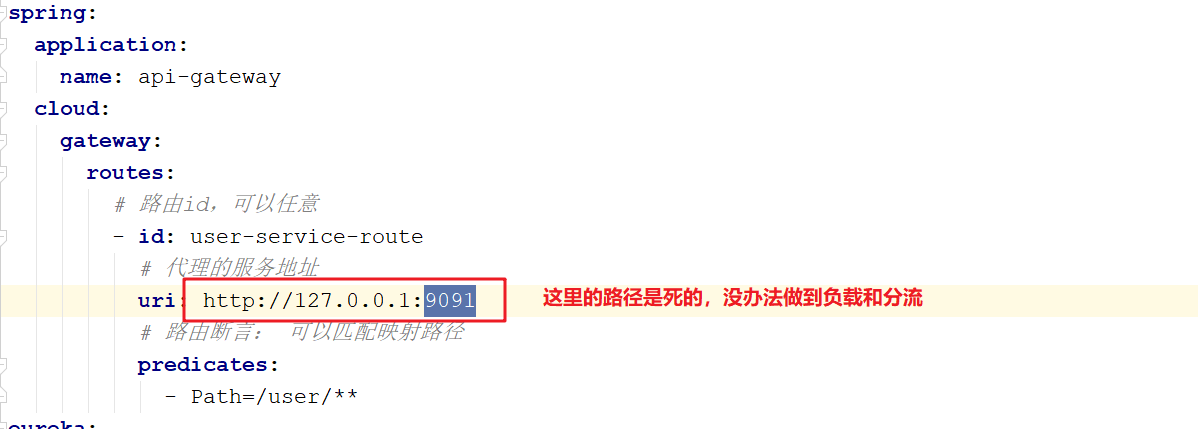 spring:
application:
name: api-gateway
cloud:
gateway:
routes:
# 路由id，可以任意
- id: user-service-route
# 代理的服务地址
uri: http://127.0.0.1:9091 这里的路径是死的，没办法做到负载和分流
# 路由断言： 可以匹配映射路径
predicates:
- Path=/user/**
eureka: